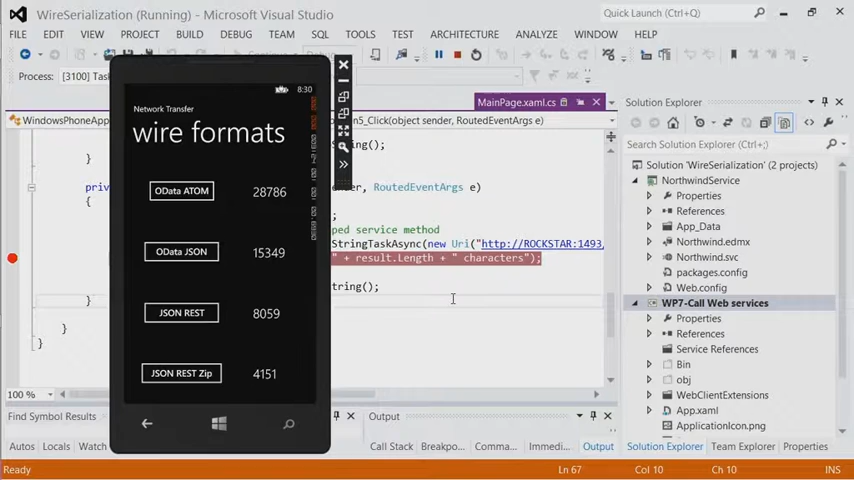 WireSerialization (Running) - Microsoft Visual Studio
Quick Launch (Ctrl+Q)
FILE EDIT VIEW PROJECT BUILD DEBUG TEAM SQL TOOLS TEST ARCHITECTURE ANALYZE WINDOW HELP
Process: [3100]
MainPage.xaml.cs
WindowsPhoneApp
n5_Click(object sender, RoutedEventArgs e)
String();
}
RoutedEventArgs e)
{
ped service method
StringTaskAsync(new Uri("http://ROCKSTAR:1493/
" + result.Length + " characters");
tring();
}
}
}
100 %
8:30
Network Transfer
wire formats
OData ATOM 28786
OData JSON 15349
JSON REST 8059
JSON REST Zip 4151
Solution Explorer
Search Solution Explorer (Ctrl+;)
Solution 'WireSerialization' (2 projects)
NorthwindService
Properties
References
App_Data
Northwind.edmx
Northwind.svc
packages.config
Web.config
WP7-Call Web services
Properties
References
Service References
Bin
obj
WebClientExtensions
App.xaml
ApplicationIcon.png
Find Symbol Results
Output
Autos Locals Watch
Call Stack Breakpo... Comma... Immedi... Output
Solution Explorer Team Explorer Properties
Ready
Ln 67 Col 10 Ch 10 INS